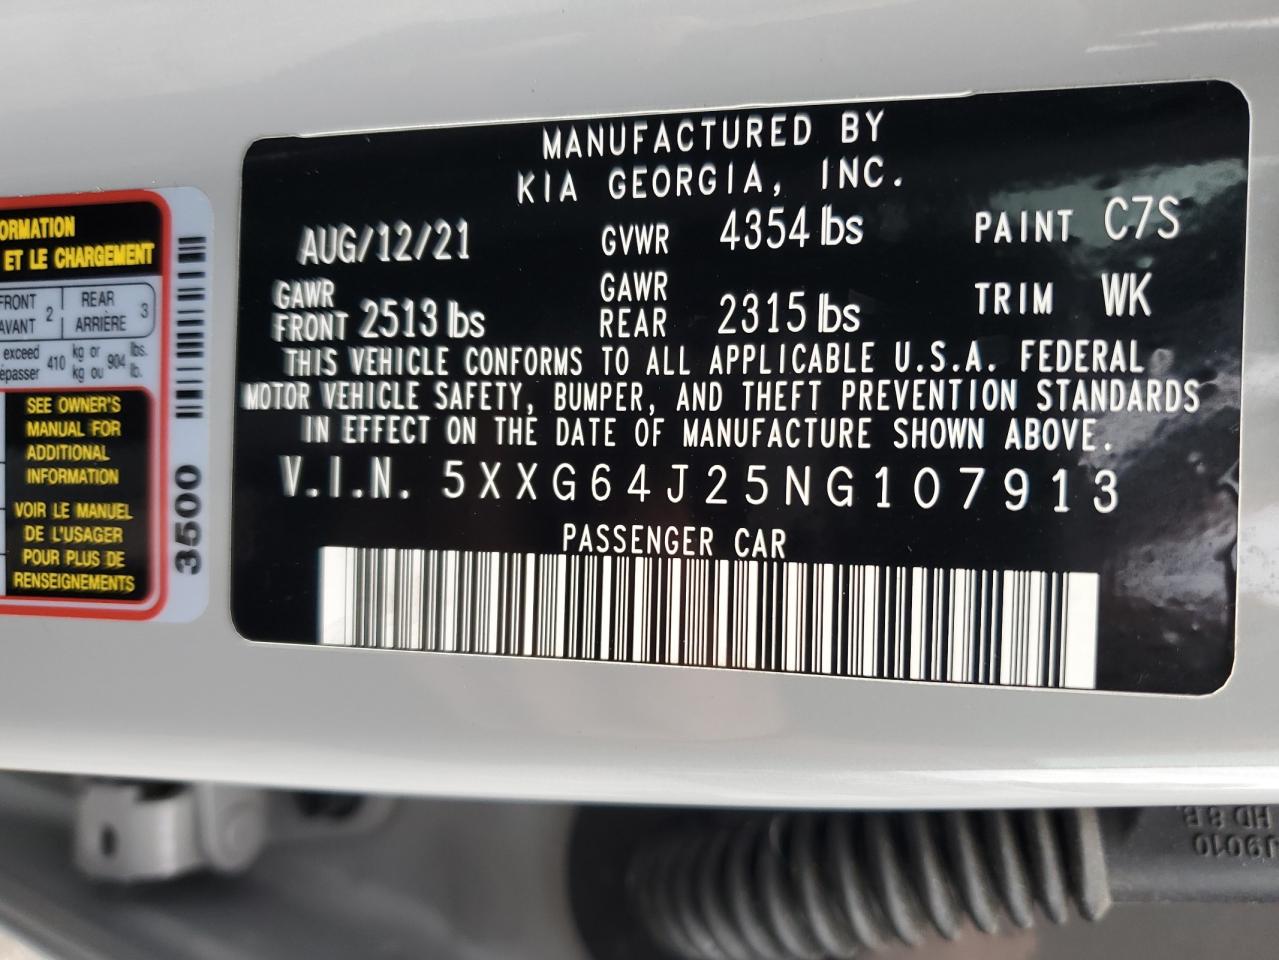 MANUFACTURED BY
KIA GEORGIA, INC.
AUG/12/21 GVWR 4354 lbs PAINT C7S
GAWR FRONT 2513 lbs GAWR REAR 2315 lbs TRIM WK
THIS VEHICLE CONFORMS TO ALL APPLICABLE U.S.A. FEDERAL
MOTOR VEHICLE SAFETY, BUMPER, AND THEFT PREVENTION STANDARDS
IN EFFECT ON THE DATE OF MANUFACTURE SHOWN ABOVE.
V.I.N. 5XXG64J25NG107913
PASSENGER CAR
ORMATION
ET LE CHARGEMENT
FRONT 2 REAR 3
AVANT ARRIÈRE
exceed 410 kg or 904 lbs.
épasser kg ou lb.
SEE OWNER'S
MANUAL FOR
ADDITIONAL
INFORMATION
VOIR LE MANUEL
DE L'USAGER
POUR PLUS DE
RENSEIGNEMENTS
3500